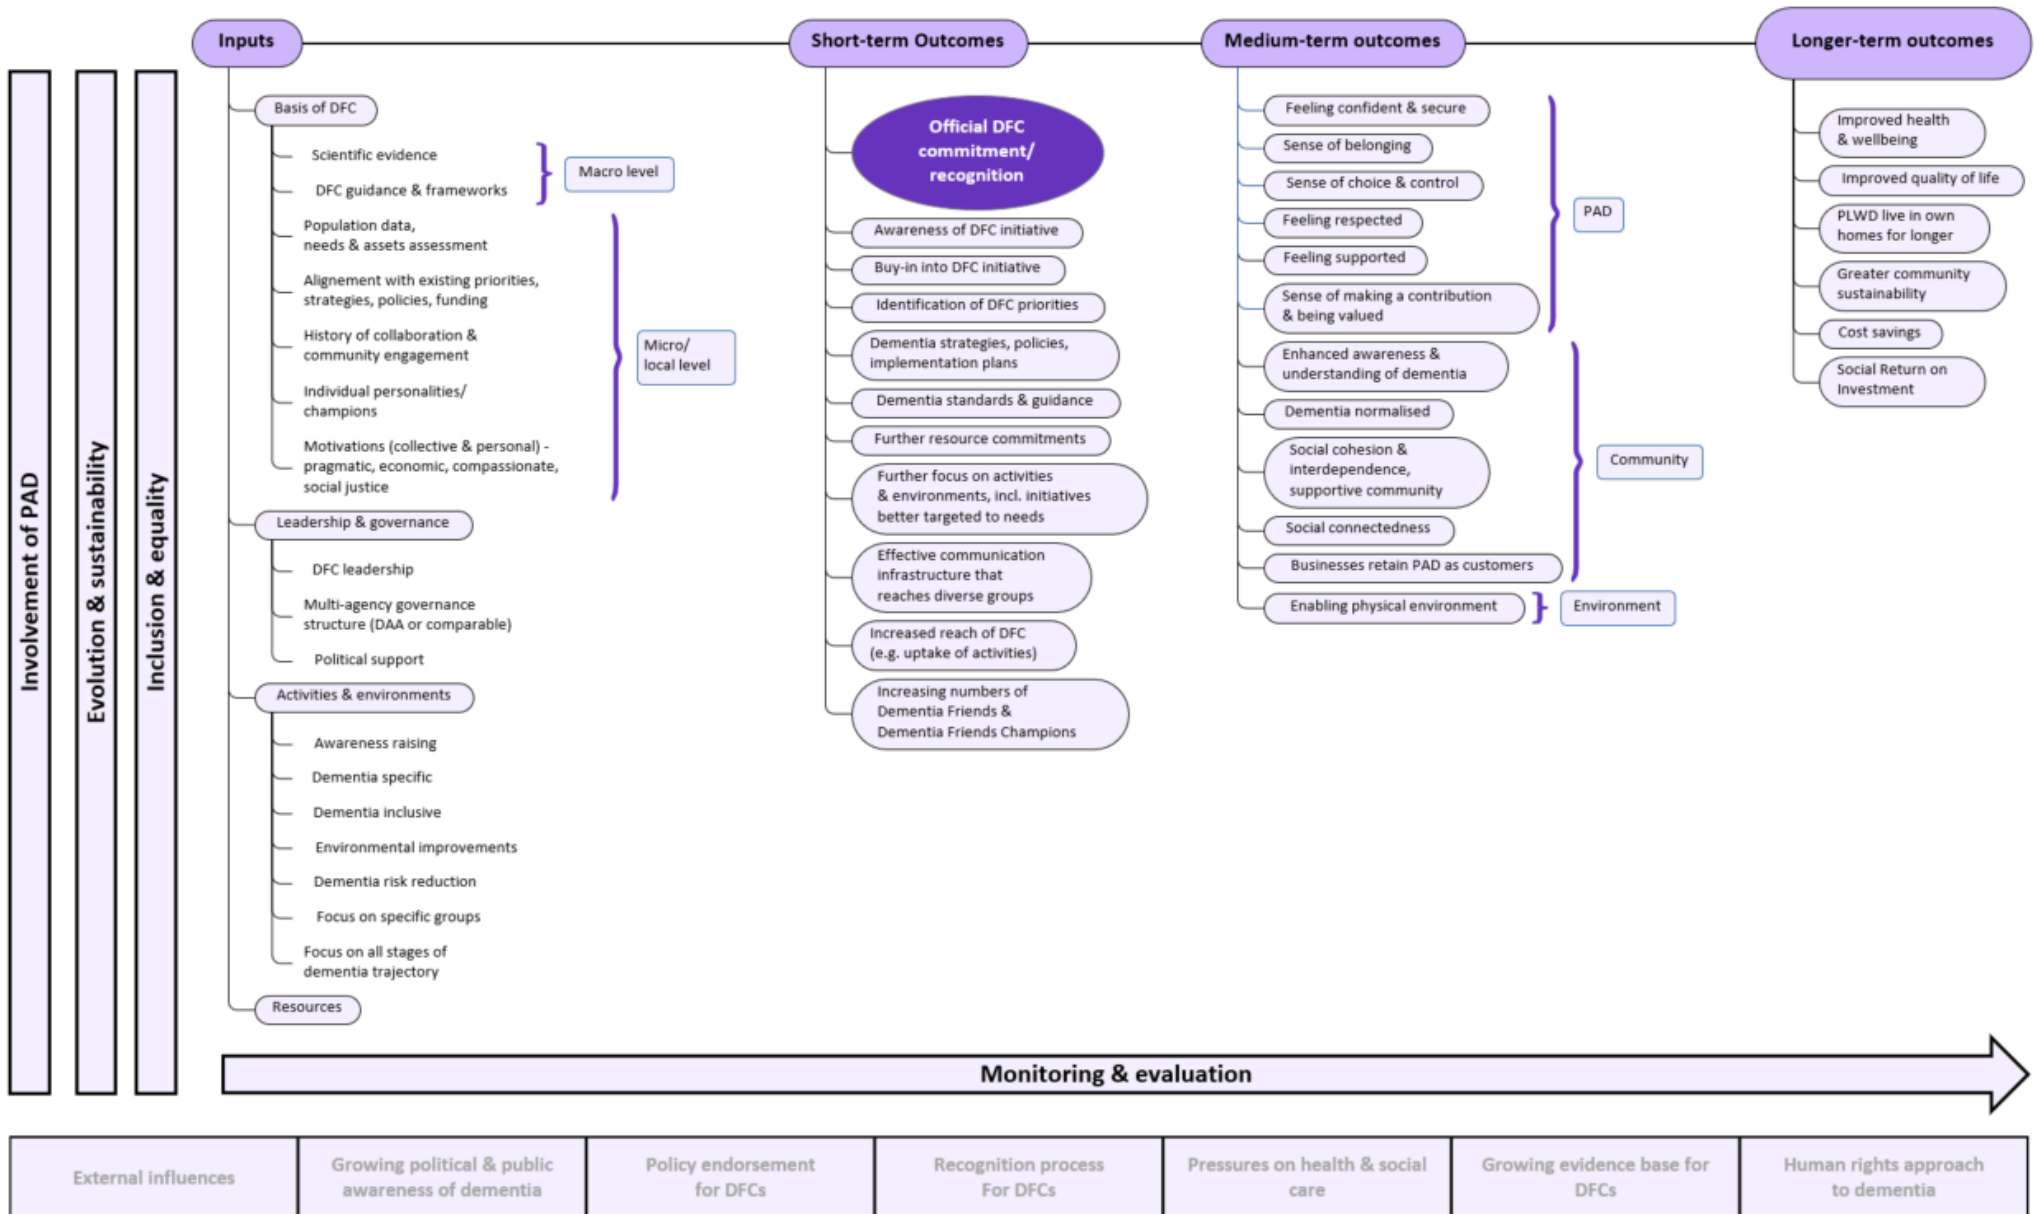 Inputs
Short-term Outcomes
Medium-term outcomes
Longer-term outcomes
Involvement of PAD
Evolution & sustainability
Inclusion & equality
Basis of DFC
Scientific evidence
DFC guidance & frameworks
Macro level
Population data,
needs & assets assessment
Alignement with existing priorities,
strategies, policies, funding
History of collaboration &
community engagement
Individual personalities/
champions
Motivations (collective & personal) -
pragmatic, economic, compassionate,
social justice
Micro/
local level
Leadership & governance
DFC leadership
Multi-agency governance
structure (DAA or comparable)
Political support
Activities & environments
Awareness raising
Dementia specific
Dementia inclusive
Environmental improvements
Dementia risk reduction
Focus on specific groups
Focus on all stages of
dementia trajectory
Resources
Official DFC
commitment/
recognition
Awareness of DFC initiative
Buy-in into DFC initiative
Identification of DFC priorities
Dementia strategies, policies,
implementation plans
Dementia standards & guidance
Further resource commitments
Further focus on activities
& environments, incl. initiatives
better targeted to needs
Effective communication
infrastructure that
reaches diverse groups
Increased reach of DFC
(e.g. uptake of activities)
Increasing numbers of
Dementia Friends &
Dementia Friends Champions
Feeling confident & secure
Sense of belonging
Sense of choice & control
Feeling respected
Feeling supported
Sense of making a contribution
& being valued
PAD
Enhanced awareness &
understanding of dementia
Dementia normalised
Social cohesion &
interdependence,
supportive community
Social connectedness
Businesses retain PAD as customers
Community
Enabling physical environment
Environment
Improved health
& wellbeing
Improved quality of life
PLWD live in own
homes for longer
Greater community
sustainability
Cost savings
Social Return on
Investment
Monitoring & evaluation
External influences
Growing political & public
awareness of dementia
Policy endorsement
for DFCs
Recognition process
For DFCs
Pressures on health & social
care
Growing evidence base for
DFCs
Human rights approach
to dementia